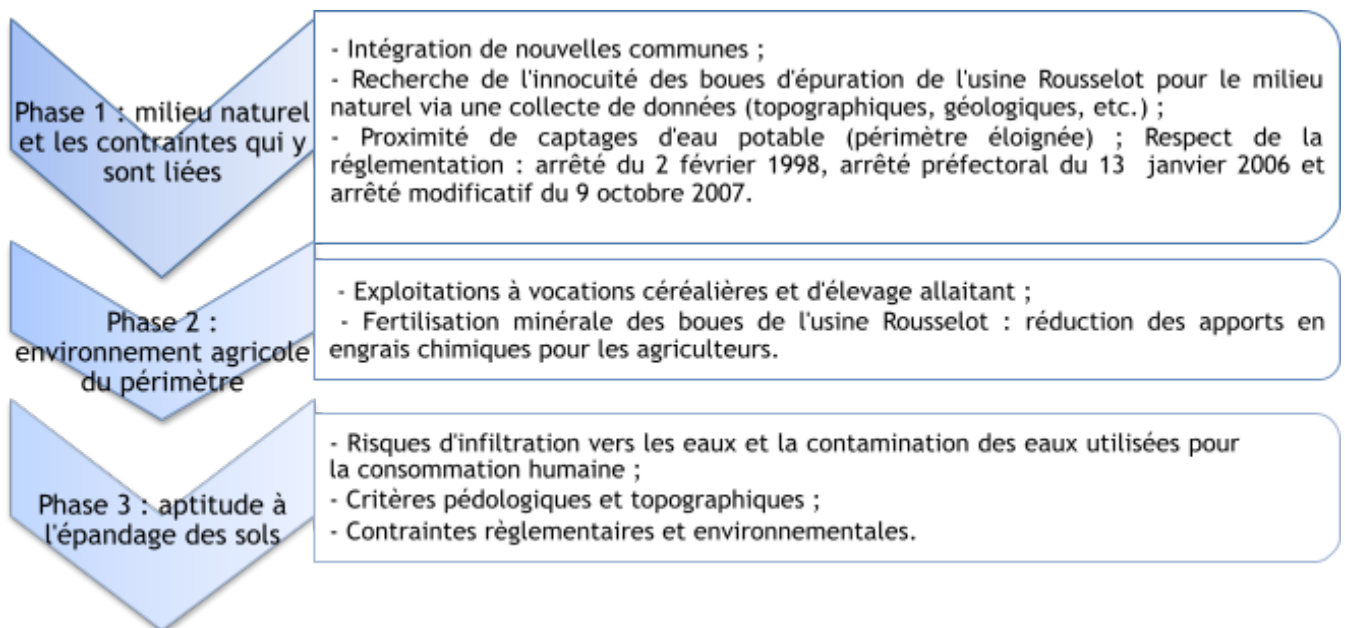 Phase 1 : milieu naturel
et les contraintes qui y
sont liées
- Intégration de nouvelles communes ;
- Recherche de l'innocuité des boues d'épuration de l'usine Rousselot pour le milieu
naturel via une collecte de données (topographiques, géologiques, etc.) ;
- Proximité de captages d'eau potable (périmètre éloignée) ; Respect de la
réglementation : arrêté du 2 février 1998, arrêté préfectoral du 13 janvier 2006 et
arrêté modificatif du 9 octobre 2007.
Phase 2 :
environnement agricole
du périmètre
- Exploitations à vocations céréalières et d'élevage allaitant ;
- Fertilisation minérale des boues de l'usine Rousselot : réduction des apports en
engrais chimiques pour les agriculteurs.
Phase 3 : aptitude à
l'épandage des sols
- Risques d'infiltration vers les eaux et la contamination des eaux utilisées pour
la consommation humaine ;
- Critères pédologiques et topographiques ;
- Contraintes règlementaires et environnementales.